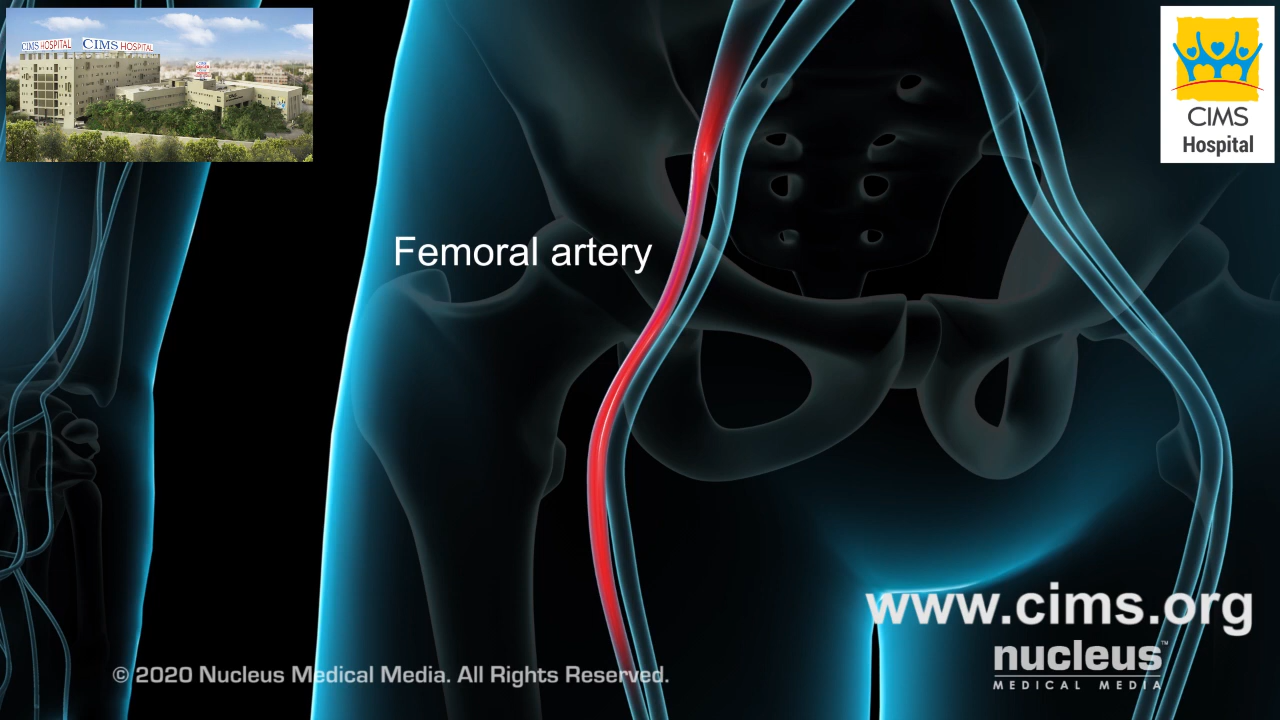 CIMS HOSPITAL CIMS HOSPITAL
CIMS
Hospital
Femoral artery
www.cims.org
nucleus™
MEDICAL MEDIA
© 2020 Nucleus Medical Media. All Rights Reserved.